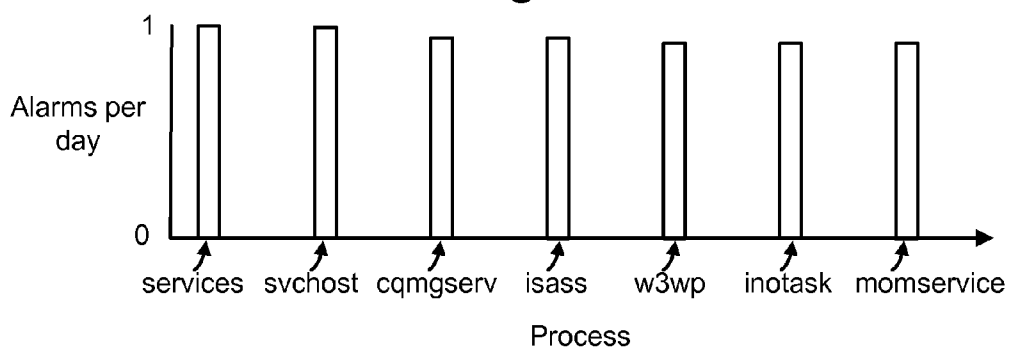 1
Alarms per
day
0
services svchost cqmgserv isass w3wp inotask momservice
Process